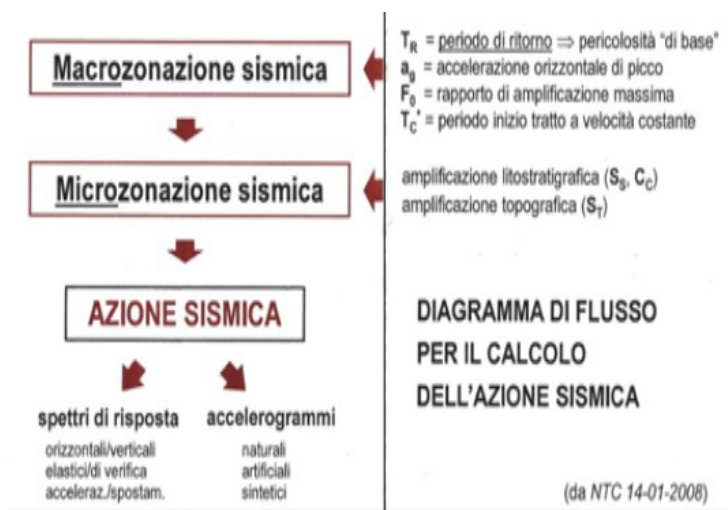 Macrozonazione sismica
T_R = periodo di ritorno ⇒ pericolosità "di base"
a_g = accelerazione orizzontale di picco
F_0 = rapporto di amplificazione massima
T_C' = periodo inizio tratto a velocità costante
Microzonazione sismica
amplificazione litostratigrafica (S_S, C_C)
amplificazione topografica (S_T)
AZIONE SISMICA
spettri di risposta
orizzontali/verticali
elastici/di verifica
acceleraz./spostam.
accelerogrammi
naturali
artificiali
sintetici
DIAGRAMMA DI FLUSSO
PER IL CALCOLO
DELL'AZIONE SISMICA
(da NTC 14-01-2008)